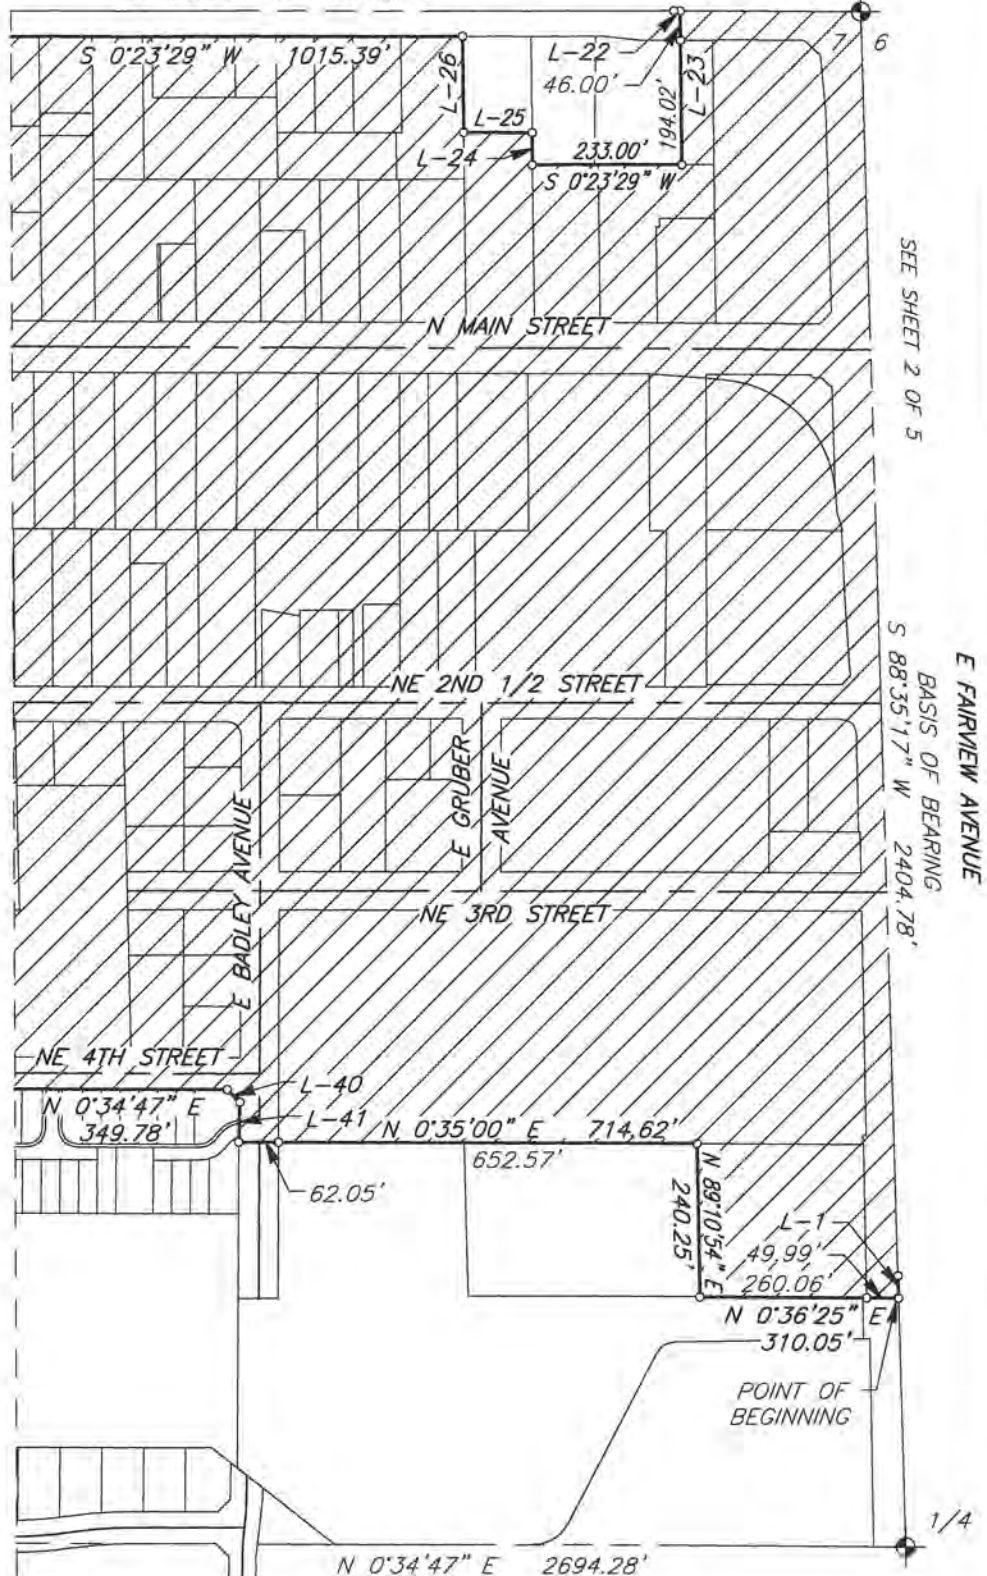 S 0°23'29" W 1015.39'
L-26
L-25
L-24
L-22
46.00'
194.02'
L-23
233.00'
S 0°23'29" W
7 6
SEE SHEET 2 OF 5
N MAIN STREET
E FAIRVIEW AVENUE
BASIS OF BEARING
S 88°35'17" W 2404.78'
NE 2ND 1/2 STREET
E GRUBER
AVENUE
E BADLEY AVENUE
NE 3RD STREET
NE 4TH STREET
N 0°34'47" E
349.78'
L-40
L-41
N 0°35'00" E 714.62'
652.57'
62.05'
N 89°10'54" E
240.25'
L-1
49.99'
260.06'
N 0°36'25" E
310.05'
POINT OF
BEGINNING
1/4
N 0°34'47" E 2694.28'